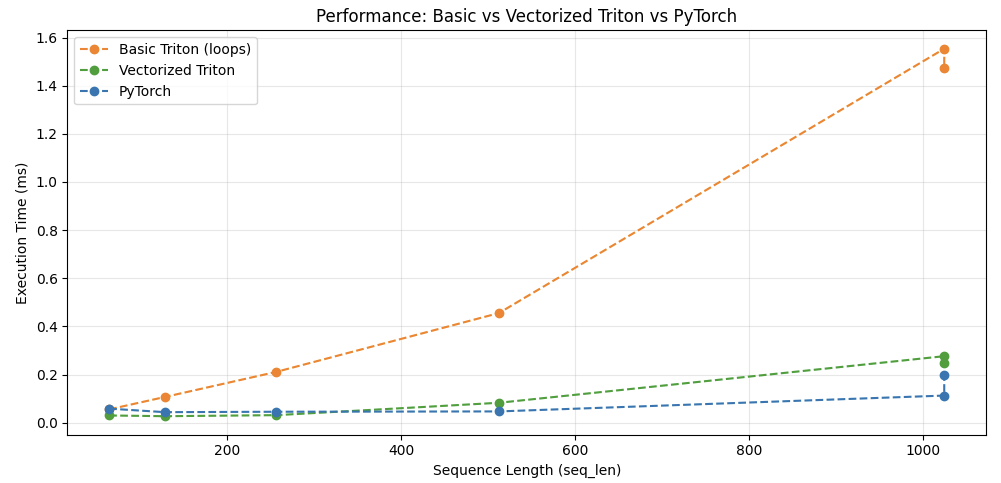 Performance: Basic vs Vectorized Triton vs PyTorch
Basic Triton (loops)
Vectorized Triton
PyTorch
Execution Time (ms)
1.6
1.4
1.2
1.0
0.8
0.6
0.4
0.2
0.0
200 400 600 800 1000
Sequence Length (seq_len)